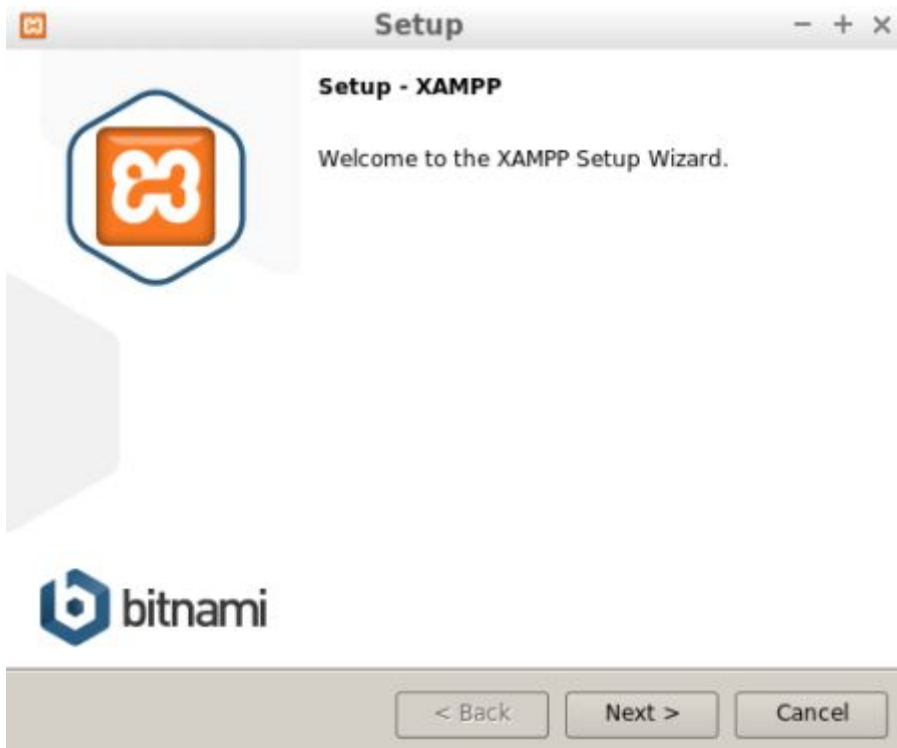 Setup
Setup - XAMPP
Welcome to the XAMPP Setup Wizard.
bitnami
< Back
Next >
Cancel